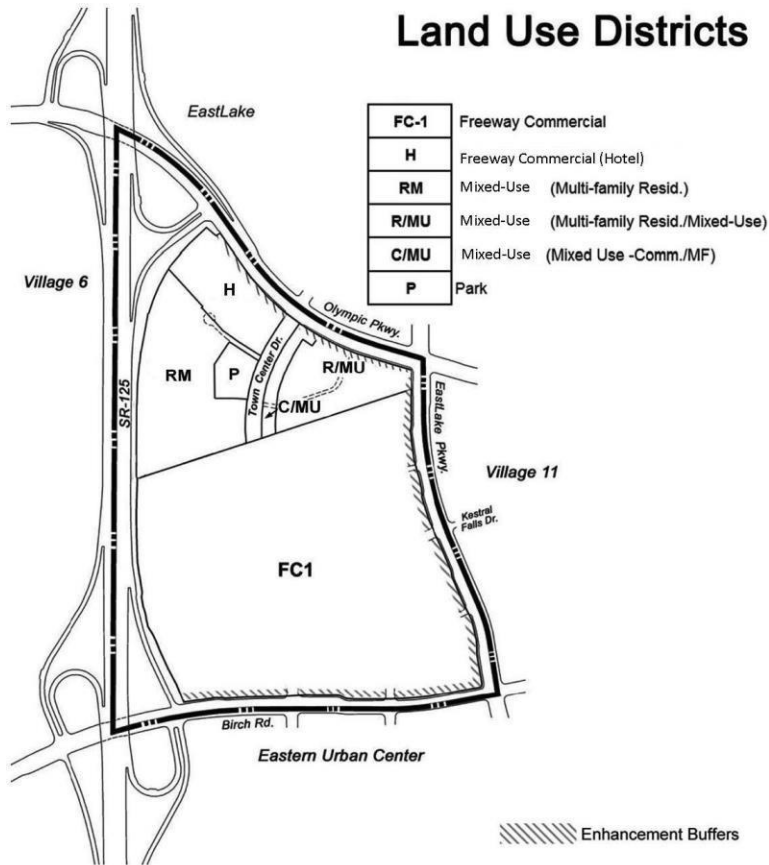 Land Use Districts
EastLake
FC-1 Freeway Commercial
H Freeway Commercial (Hotel)
RM Mixed-Use (Multi-family Resid.)
R/MU Mixed-Use (Multi-family Resid./Mixed-Use)
C/MU Mixed-Use (Mixed Use -Comm./MF)
P Park
Village 6
H
Olympic Pkwy.
Town Center Dr.
R/MU
RM
P
C/MU
SR-125
EastLake Pkwy.
Village 11
Kestral
Falls Dr.
FC1
Birch Rd.
Eastern Urban Center
Enhancement Buffers